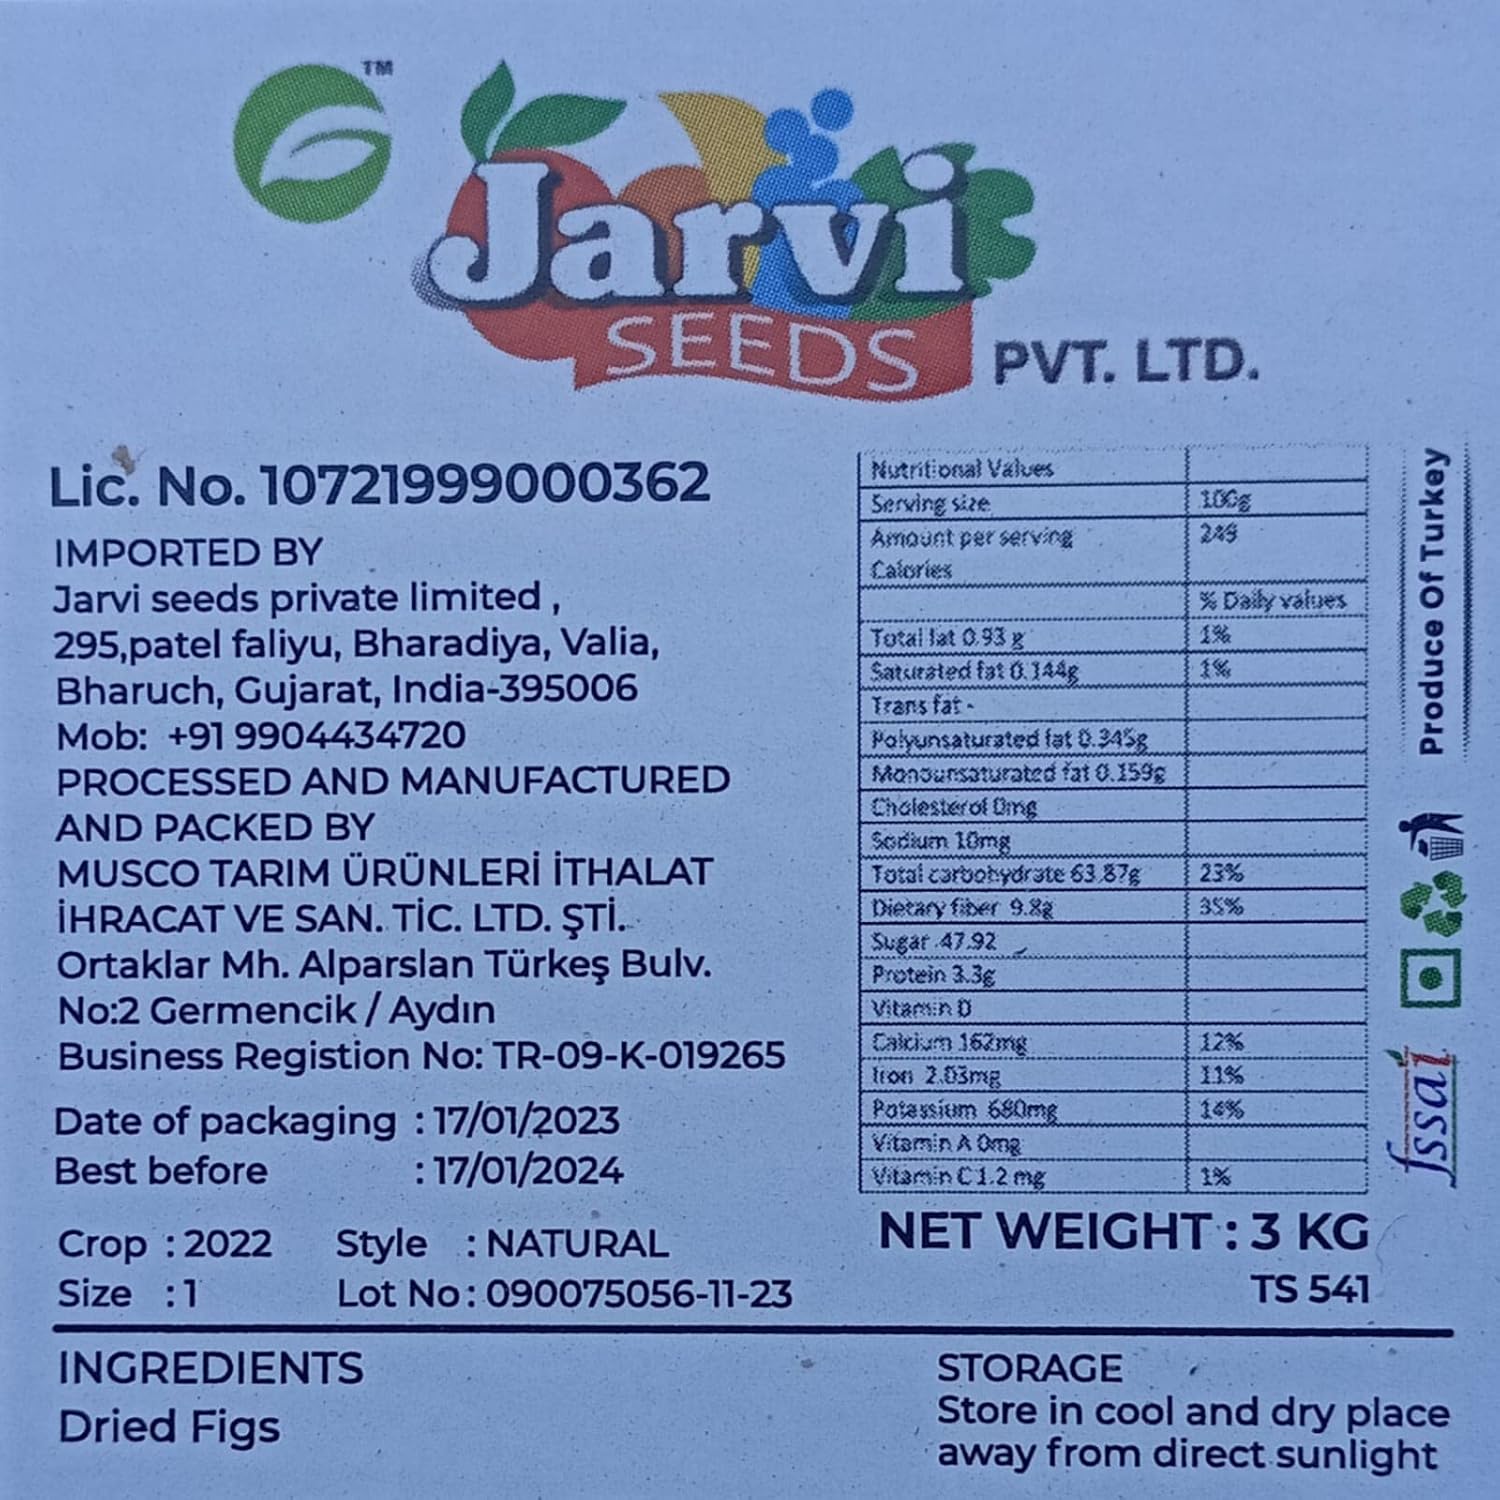 TM
Jarvi
SEEDS PVT. LTD.
Lic. No. 10721999000362
IMPORTED BY
Jarvi seeds private limited ,
295,patel faliyu, Bharadiya, Valia,
Bharuch, Gujarat, India-395006
Mob: +91 9904434720
PROCESSED AND MANUFACTURED
AND PACKED BY
MUSCO TARIM ÜRÜNLERİ İTHALAT
İHRACAT VE SAN. TİC. LTD. ŞTİ.
Ortaklar Mh. Alparslan Türkeş Bulv.
No:2 Germencik / Aydın
Business Registion No: TR-09-K-019265
Date of packaging : 17/01/2023
Best before : 17/01/2024
Crop : 2022 Style : NATURAL
Size : 1 Lot No : 090075056-11-23
Nutritional Values
Serving size 100g
Amount per serving 249
Calories
% Daily values
Total fat 0.93 g 1%
Saturated fat 0.144g 1%
Trans fat -
Polyunsaturated fat 0.345g
Monounsaturated fat 0.159g
Cholesterol 0mg
Sodium 10mg
Total carbohydrate 63.87g 23%
Dietary fiber 9.8g 35%
Sugar 47.92
Protein 3.3g
Vitamin D
Calcium 162mg 12%
Iron 2.03mg 11%
Potassium 680mg 14%
Vitamin A 0mg
Vitamin C 1.2 mg 1%
NET WEIGHT : 3 KG
TS 541
Produce Of Turkey
fssai
INGREDIENTS
Dried Figs
STORAGE
Store in cool and dry place
away from direct sunlight